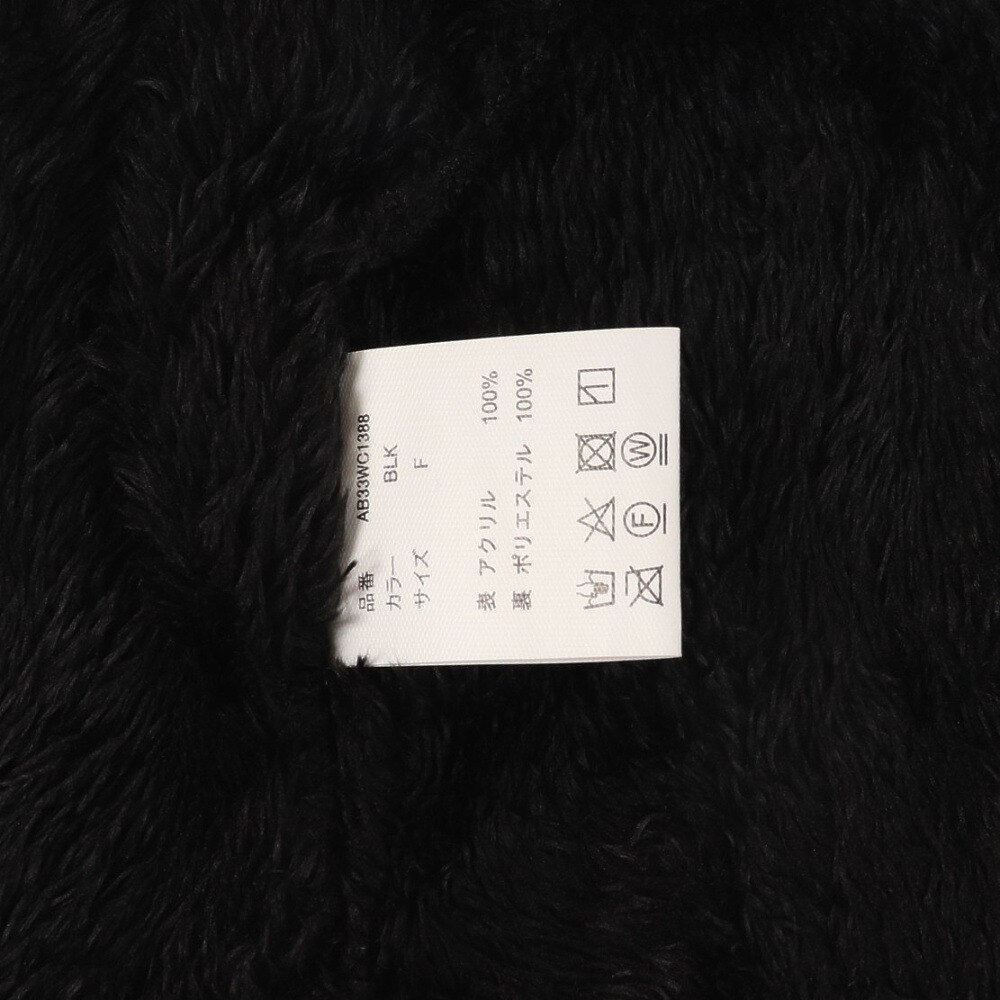 品番 AB33WC1388
カラー BLK
サイズ F
表 アクリル 100%
裏 ポリエステル 100%
W
F